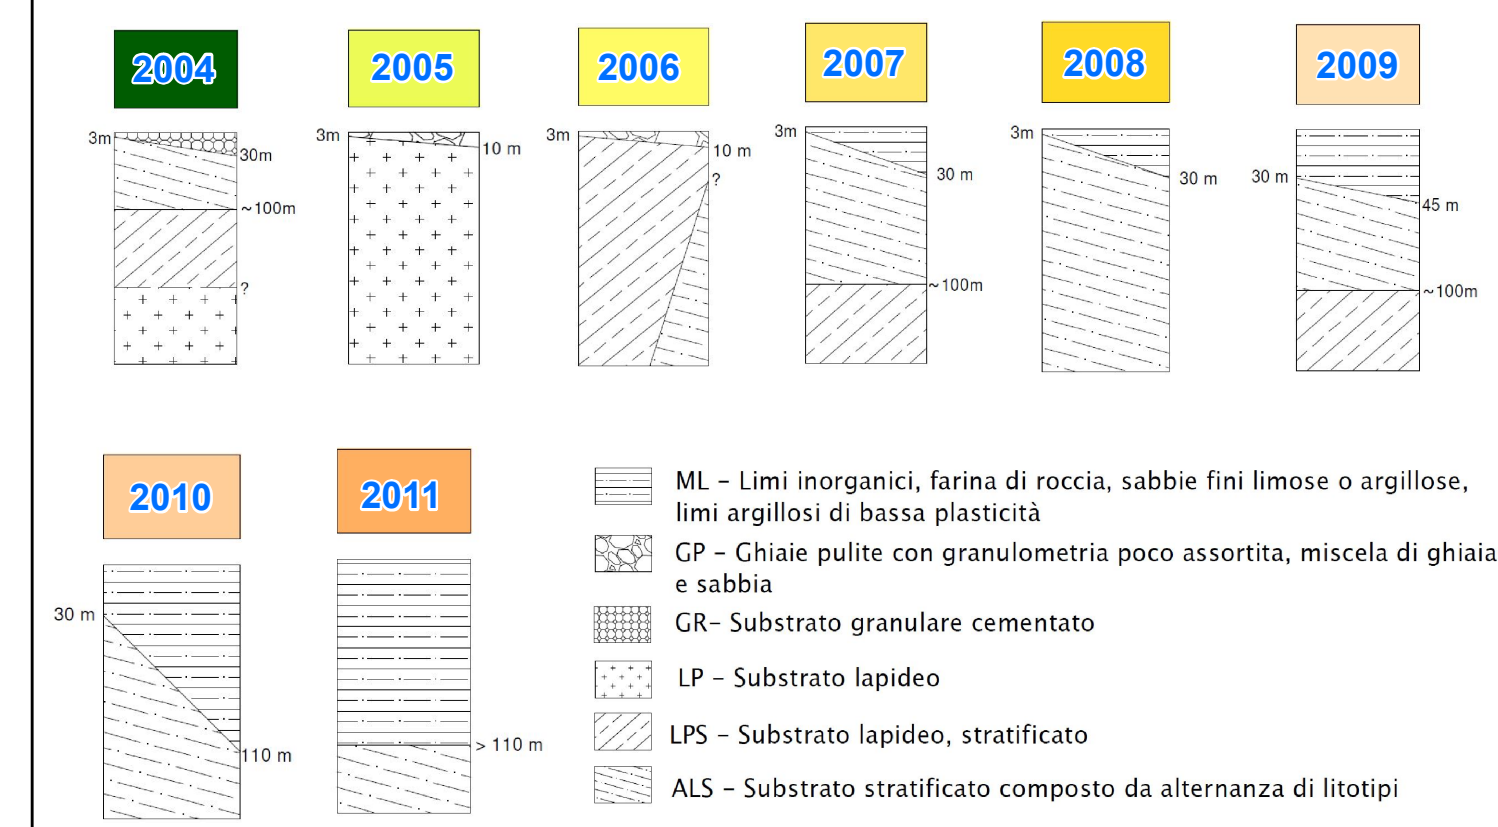 2004
2005
2006
2007
2008
2009
3m
30m
~100m
?
3m
10 m
3m
10 m
?
3m
30 m
~100m
3m
30 m
30 m
45 m
~100m
2010
2011
30 m
110 m
> 110 m
ML – Limi inorganici, farina di roccia, sabbie fini limose o argillose,
limi argillosi di bassa plasticità
GP – Ghiaie pulite con granulometria poco assortita, miscela di ghiaia
e sabbia
GR– Substrato granulare cementato
LP – Substrato lapideo
LPS – Substrato lapideo, stratificato
ALS – Substrato stratificato composto da alternanza di litotipi